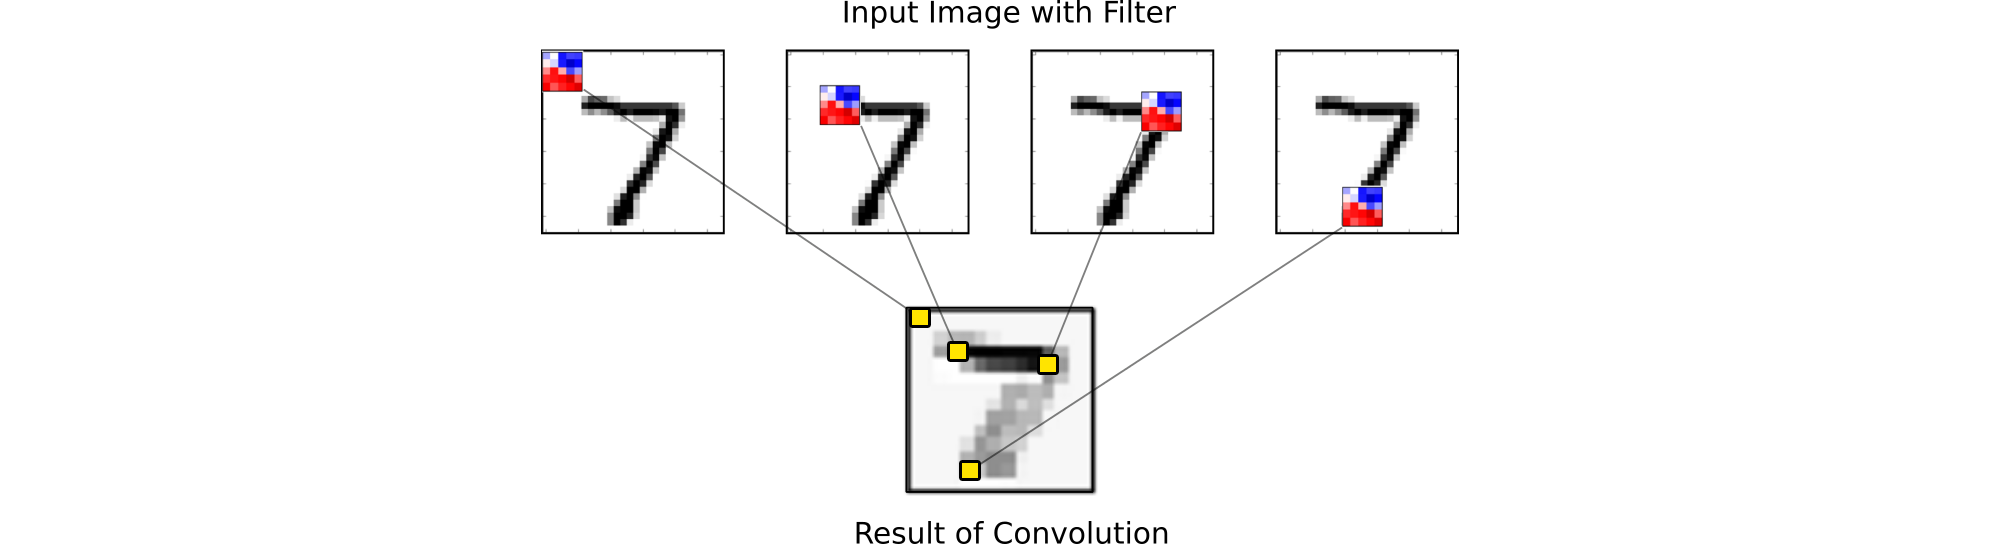 Input Image with Filter
Result of Convolution